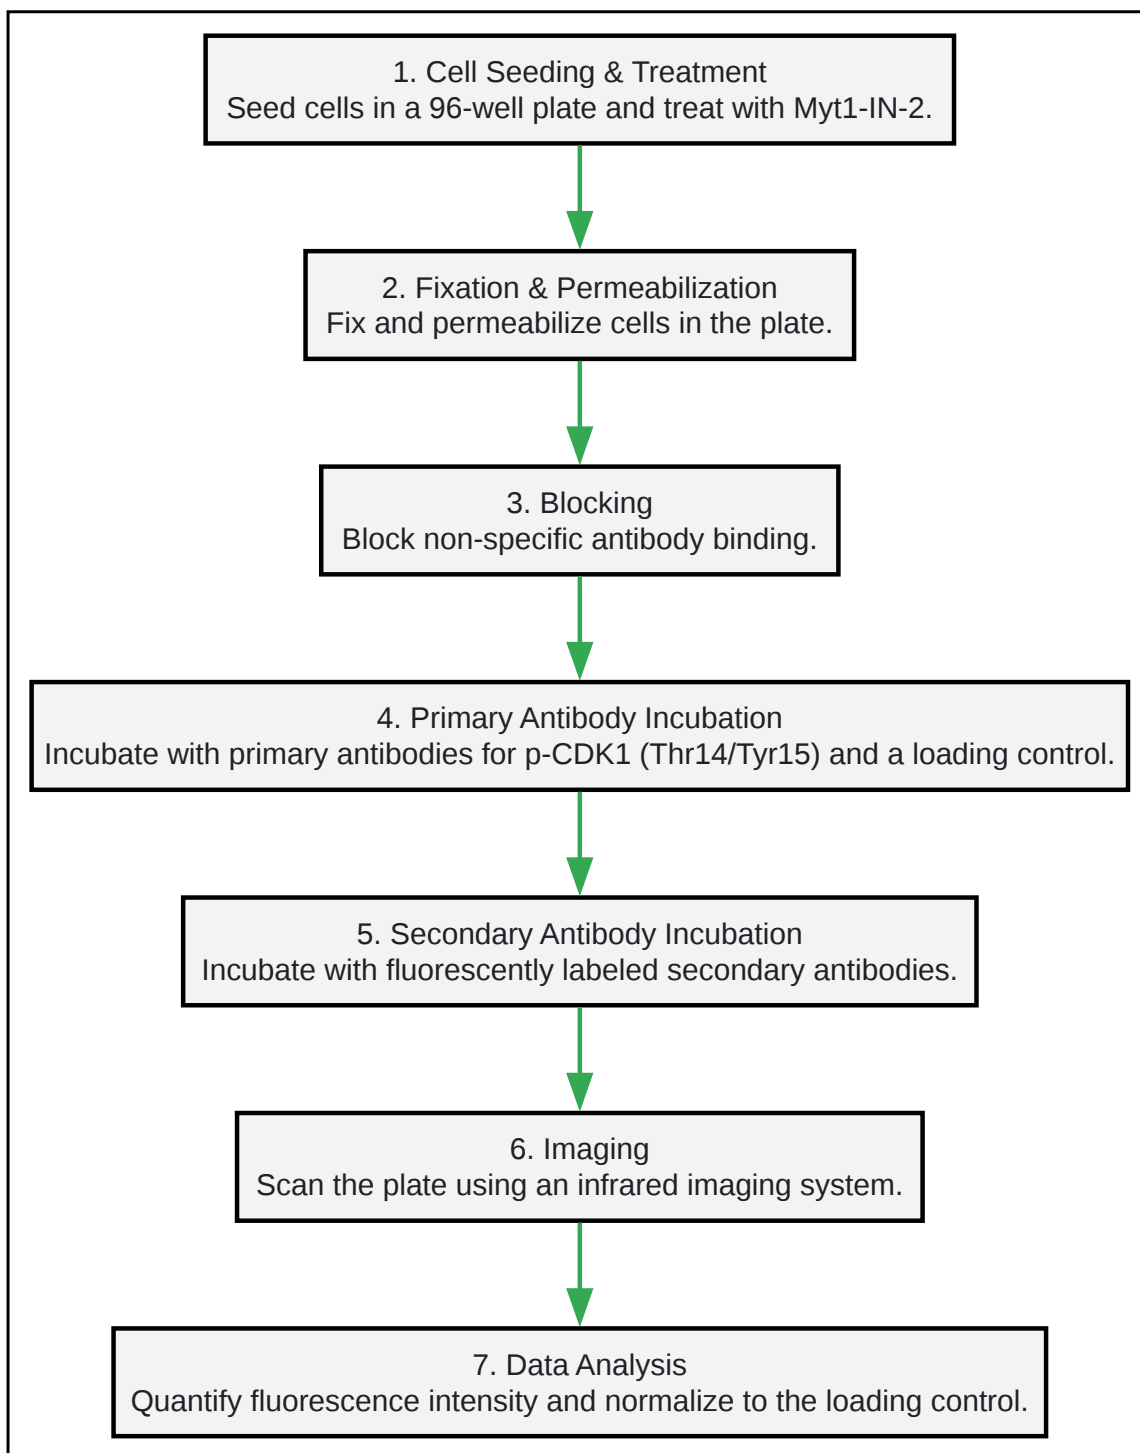 1. Cell Seeding & Treatment
Seed cells in a 96-well plate and treat with Myt1-IN-2.
2. Fixation & Permeabilization
Fix and permeabilize cells in the plate.
3. Blocking
Block non-specific antibody binding.
4. Primary Antibody Incubation
Incubate with primary antibodies for p-CDK1 (Thr14/Tyr15) and a loading control.
5. Secondary Antibody Incubation
Incubate with fluorescently labeled secondary antibodies.
6. Imaging
Scan the plate using an infrared imaging system.
7. Data Analysis
Quantify fluorescence intensity and normalize to the loading control.